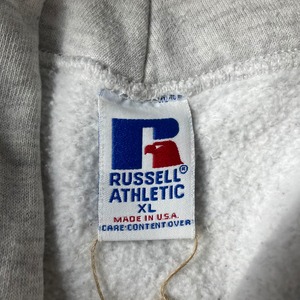 R
RUSSELL®
ATHLETIC
XL
MADE IN U.S.A.
CARE CONTENT OVER